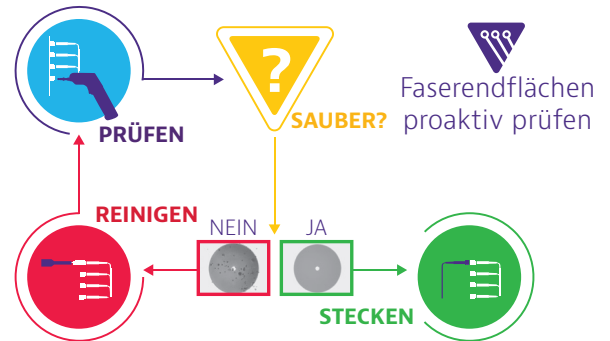 ?
Faserendflächen
proaktiv prüfen
PRÜFEN
SAUBER?
REINIGEN
NEIN
JA
STECKEN